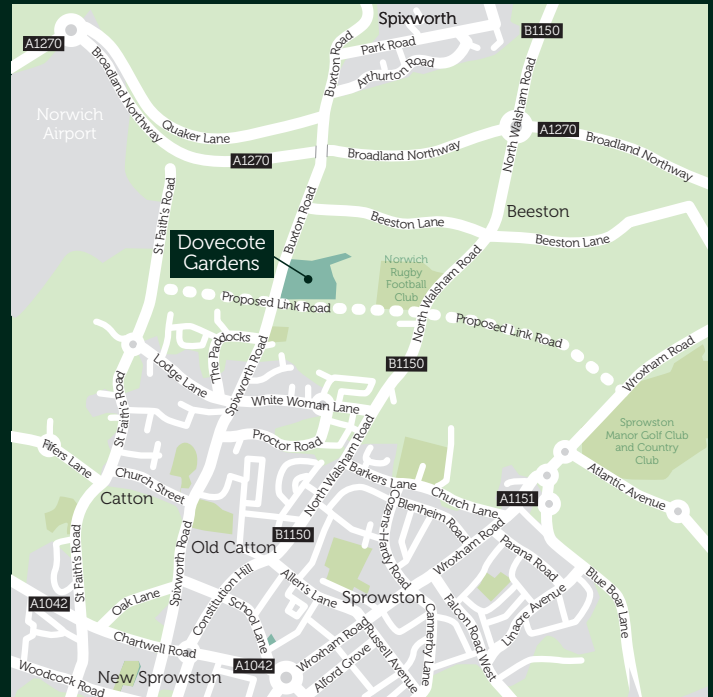 Spixworth
B1150
A1270
Park Road
Buxton Road
Arthurton Road
Broadland Northway
North Walsham Road
Norwich
Airport
Quaker Lane
A1270
Broadland Northway
Broadland Northway
A1270
St Faith's Road
Buxton Road
Beeston
Beeston Lane
Beeston Lane
Dovecote
Gardens
Norwich
Rugby
Football
Club
North Walsham Road
Proposed Link Road
Proposed Link Road
The Paddocks
Spixworth Road
B1150
Wroxham Road
Lodge Lane
St Faith's Road
White Woman Lane
Sprowston
Manor Golf Club
and Country
Club
Proctor Road
North Walsham Road
Fifers Lane
Church Street
Barkers Lane
Church Lane
Atlantic Avenue
Catton
Cozens-Hardy Road
Blenheim Road
A1151
Wroxham Road
B1150
Old Catton
Parana Road
St Faith's Road
Spixworth Road
Constitution Hill
Allen's Lane
Blue Boar Lane
A1042
Oak Lane
School Lane
Sprowston
Cannerby Lane
Falcon Road West
Linacre Avenue
Chartwell Road
Wroxham Road
Russell Avenue
Alford Grove
A1042
Woodcock Road
New Sprowston